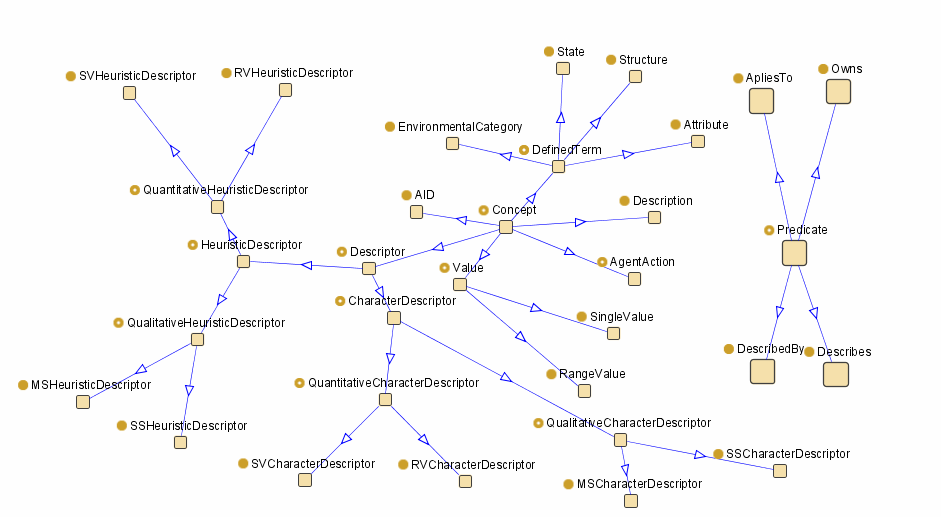 State
Structure
Owns
SVHeuristicDescriptor
RVHeuristicDescriptor
ApliesTo
EnvironmentalCategory
Attribute
DefinedTerm
QuantitativeHeuristicDescriptor
AID
Concept
Description
Predicate
HeuristicDescriptor
Descriptor
Value
AgentAction
CharacterDescriptor
SingleValue
QualitativeHeuristicDescriptor
DescribedBy
Describes
RangeValue
MSHeuristicDescriptor
QuantitativeCharacterDescriptor
SSHeuristicDescriptor
QualitativeCharacterDescriptor
SSCharacterDescriptor
SVCharacterDescriptor
RVCharacterDescriptor
MSCharacterDescriptor